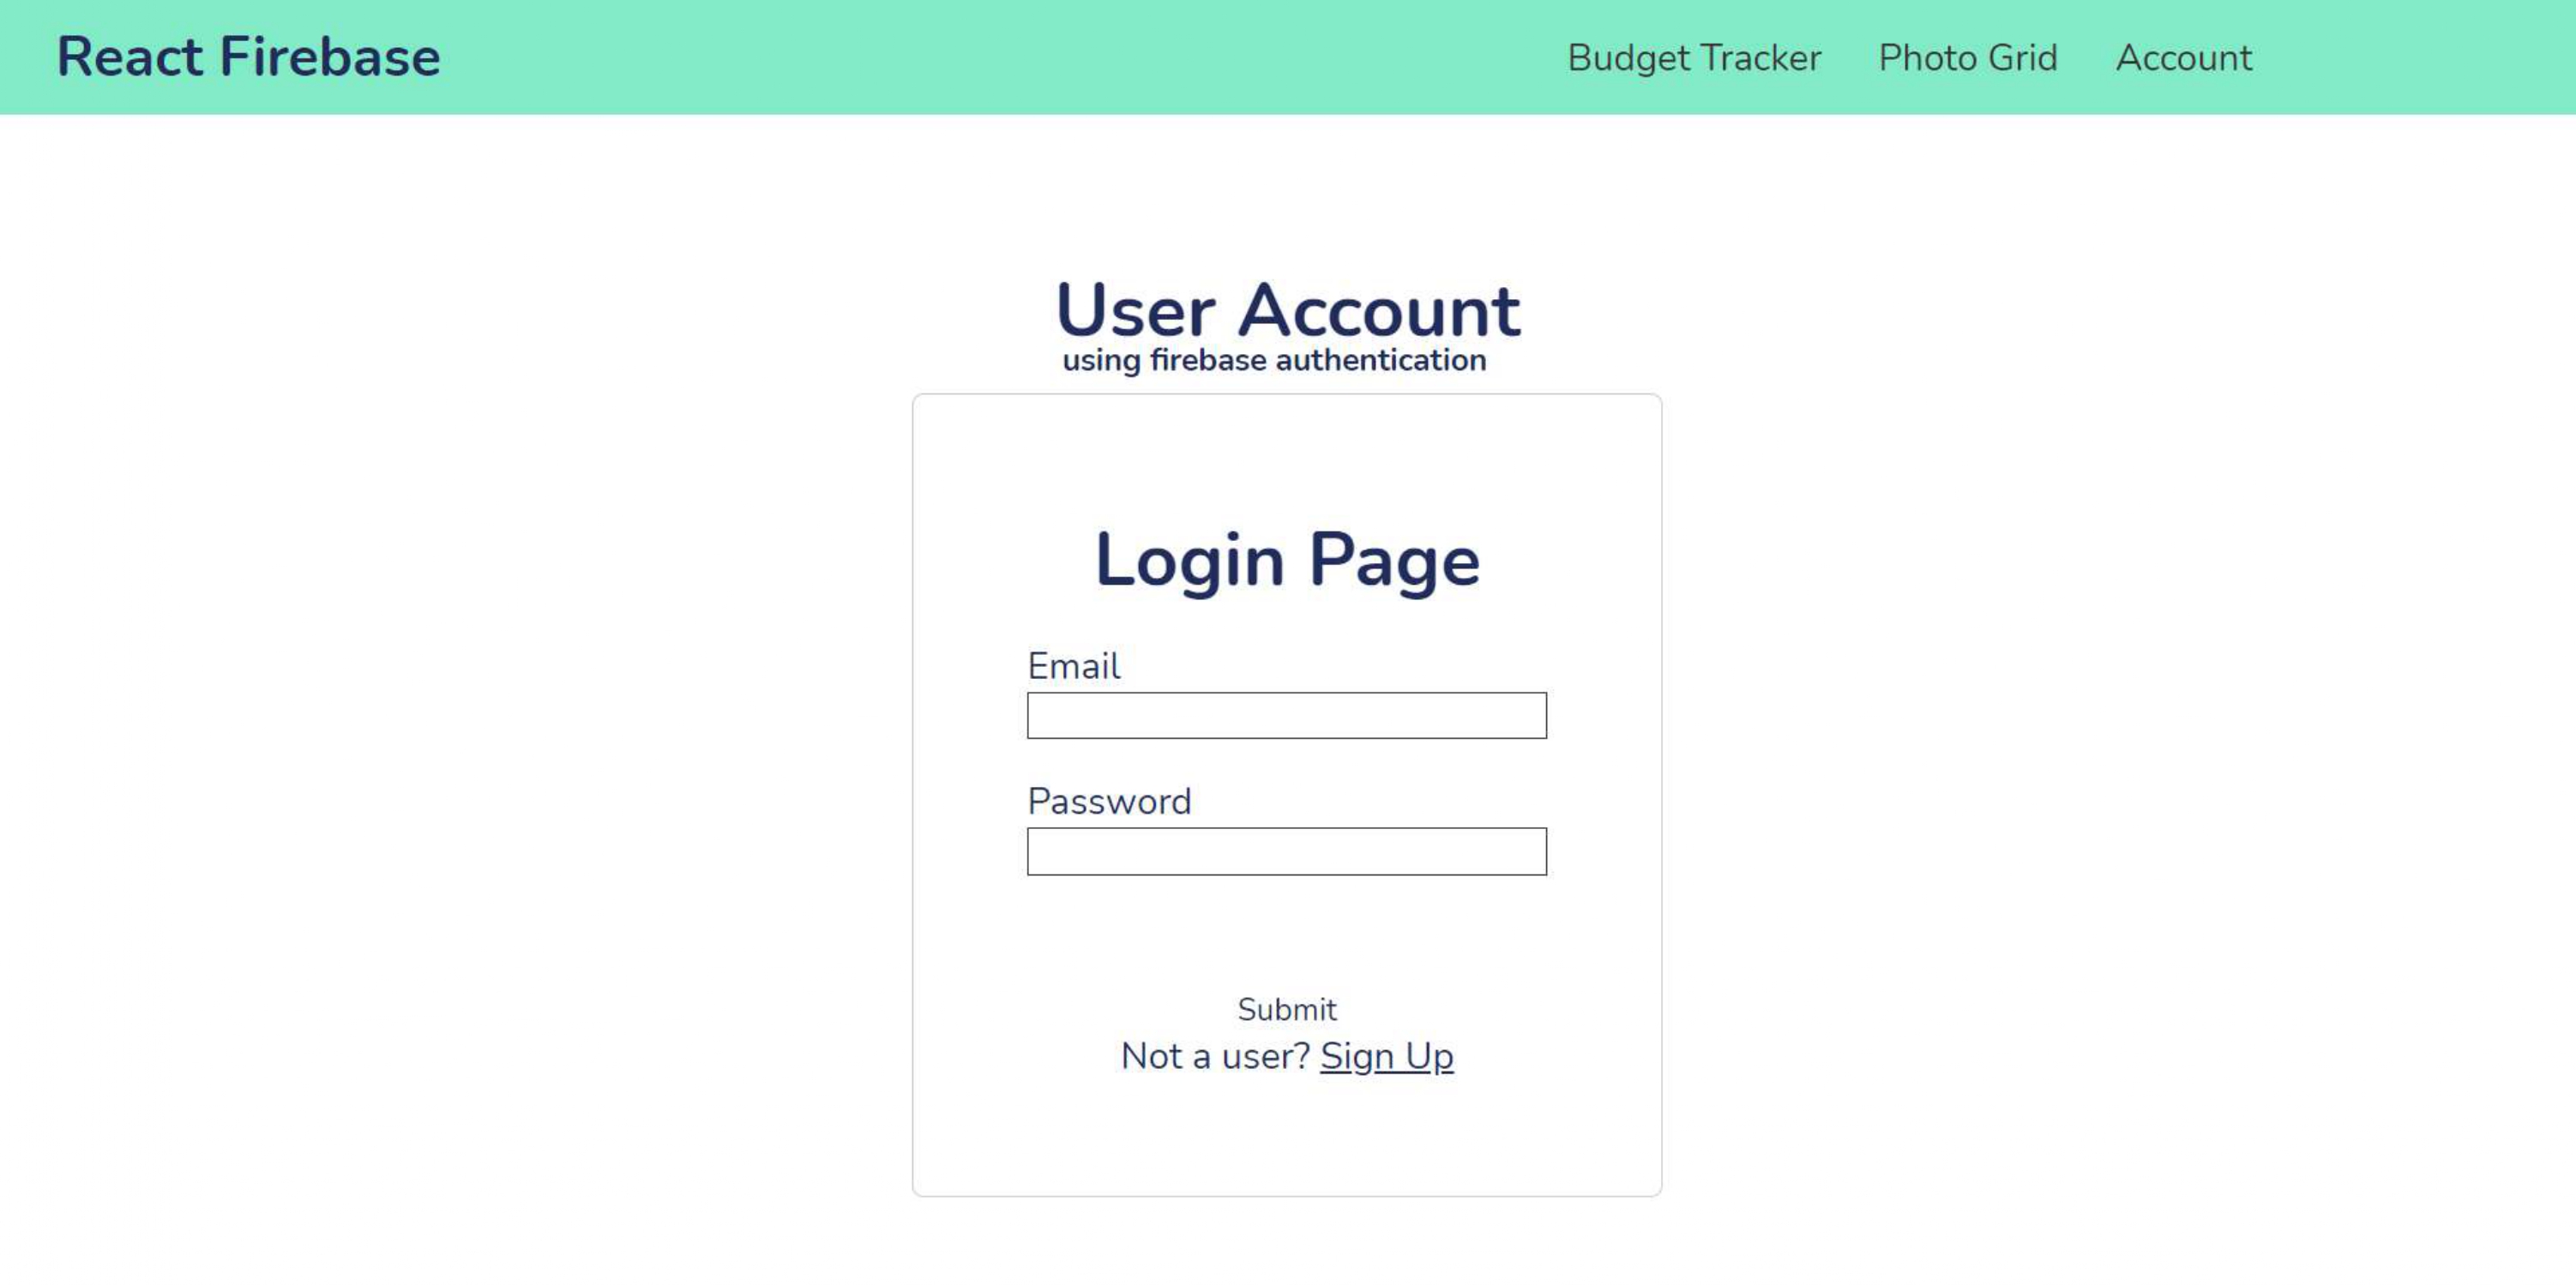 React Firebase
Budget Tracker Photo Grid Account
User Account
using firebase authentication
Login Page
Email
Password
Submit
Not a user? Sign Up